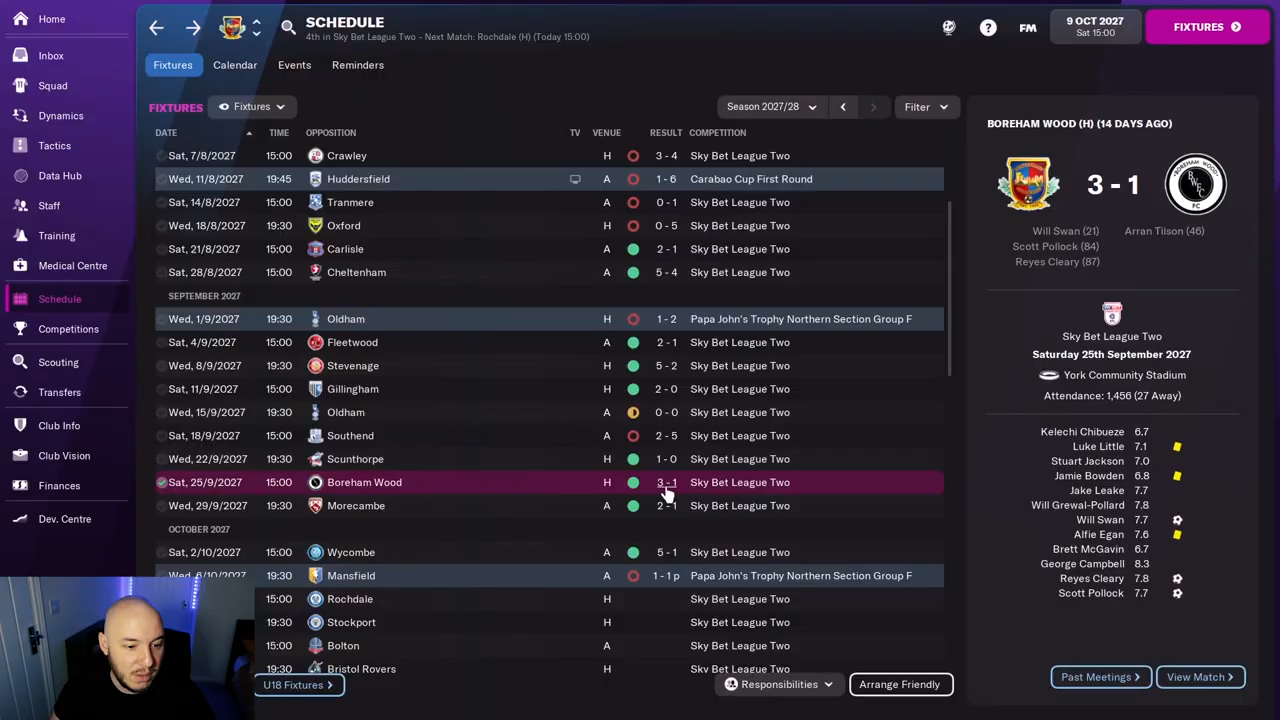 Home
Inbox
Squad
Dynamics
Tactics
Data Hub
Staff
Training
Medical Centre
Schedule
Competitions
Scouting
Transfers
Club Info
Club Vision
Finances
Dev. Centre
SCHEDULE
4th in Sky Bet League Two - Next Match: Rochdale (H) (Today 15:00)
FM
9 OCT 2027
Sat 15:00
FIXTURES
Fixtures Calendar Events Reminders
FIXTURES Fixtures Season 2027/28 Filter
DATE TIME OPPOSITION TV VENUE RESULT COMPETITION
Sat, 7/8/2027 15:00 Crawley H 3 - 4 Sky Bet League Two
Wed, 11/8/2027 19:45 Huddersfield A 1 - 6 Carabao Cup First Round
Sat, 14/8/2027 15:00 Tranmere A 0 - 1 Sky Bet League Two
Wed, 18/8/2027 19:30 Oxford H 0 - 5 Sky Bet League Two
Sat, 21/8/2027 15:00 Carlisle A 2 - 1 Sky Bet League Two
Sat, 28/8/2027 15:00 Cheltenham H 5 - 4 Sky Bet League Two
SEPTEMBER 2027
Wed, 1/9/2027 19:30 Oldham H 1 - 2 Papa John's Trophy Northern Section Group F
Sat, 4/9/2027 15:00 Fleetwood A 2 - 1 Sky Bet League Two
Wed, 8/9/2027 19:30 Stevenage H 5 - 2 Sky Bet League Two
Sat, 11/9/2027 15:00 Gillingham H 2 - 0 Sky Bet League Two
Wed, 15/9/2027 19:30 Oldham A 0 - 0 Sky Bet League Two
Sat, 18/9/2027 15:00 Southend A 2 - 5 Sky Bet League Two
Wed, 22/9/2027 19:30 Scunthorpe H 1 - 0 Sky Bet League Two
Sat, 25/9/2027 15:00 Boreham Wood H 3 - 1 Sky Bet League Two
Wed, 29/9/2027 19:30 Morecambe A 2 - 1 Sky Bet League Two
OCTOBER 2027
Sat, 2/10/2027 15:00 Wycombe A 5 - 1 Sky Bet League Two
Wed, 6/10/2027 19:30 Mansfield A 1 - 1 p Papa John's Trophy Northern Section Group F
15:00 Rochdale H Sky Bet League Two
19:30 Stockport H Sky Bet League Two
15:00 Bolton A Sky Bet League Two
19:30 Bristol Rovers H Sky Bet League Two
U18 Fixtures Responsibilities Arrange Friendly
BOREHAM WOOD (H) (14 DAYS AGO)
3 - 1
Will Swan (21) Arran Tilson (46)
Scott Pollock (84)
Reyes Cleary (87)
Sky Bet League Two
Saturday 25th September 2027
York Community Stadium
Attendance: 1,456 (27 Away)
Kelechi Chibueze 6.7
Luke Little 7.1
Stuart Jackson 7.0
Jamie Bowden 6.8
Jake Leake 7.7
Will Grewal-Pollard 7.8
Will Swan 7.7
Alfie Egan 7.6
Brett McGavin 6.7
George Campbell 8.3
Reyes Cleary 7.8
Scott Pollock 7.7
Past Meetings View Match